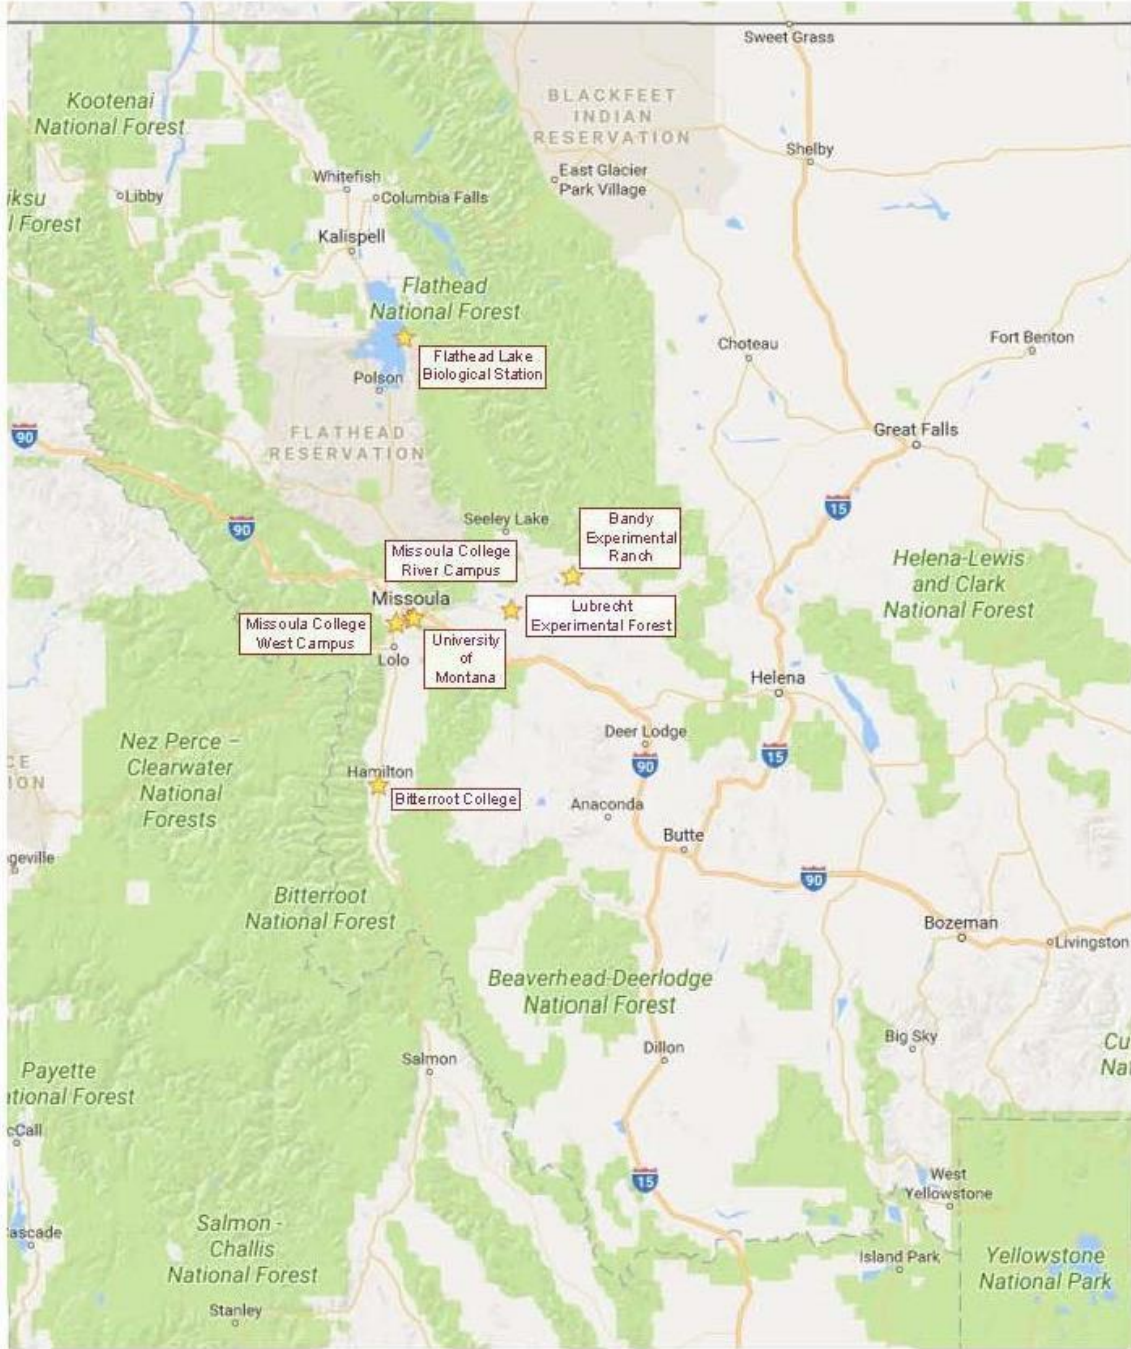 Sweet Grass
Kootenai
National Forest
BLACKFEET
INDIAN
RESERVATION
Shelby
East Glacier
Park Village
Whitefish
Columbia Falls
Libby
iksu
l Forest
Kalispell
Flathead
National Forest
Flathead Lake
Biological Station
Choteau
Fort Benton
Polson
FLATHEAD
RESERVATION
90
Great Falls
15
90
Seeley Lake
Bandy
Experimental
Ranch
Missoula College
River Campus
Helena-Lewis
and Clark
National Forest
Missoula
Lubrecht
Experimental Forest
Missoula College
West Campus
University
of
Montana
Lolo
Helena
Nez Perce –
Clearwater
National
Forests
CE
ION
Deer Lodge
90
15
Hamilton
Bitterroot College
Anaconda
Butte
geville
90
Bitterroot
National Forest
Bozeman
Livingston
Beaverhead-Deerlodge
National Forest
Big Sky
Cu
Nat
Salmon
Dillon
Payette
ational Forest
cCall
15
West
Yellowstone
Salmon -
Challis
National Forest
ascade
Island Park
Yellowstone
National Park
Stanley